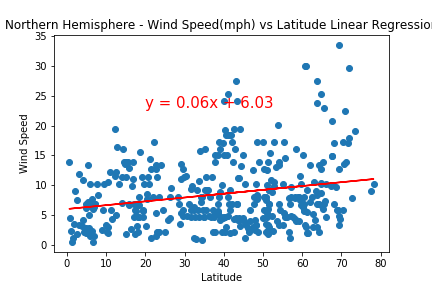 Northern Hemisphere - Wind Speed(mph) vs Latitude Linear Regression
35
30
25
20
15
10
5
0
Wind Speed
y = 0.06x + 6.03
0 10 20 30 40 50 60 70 80
Latitude